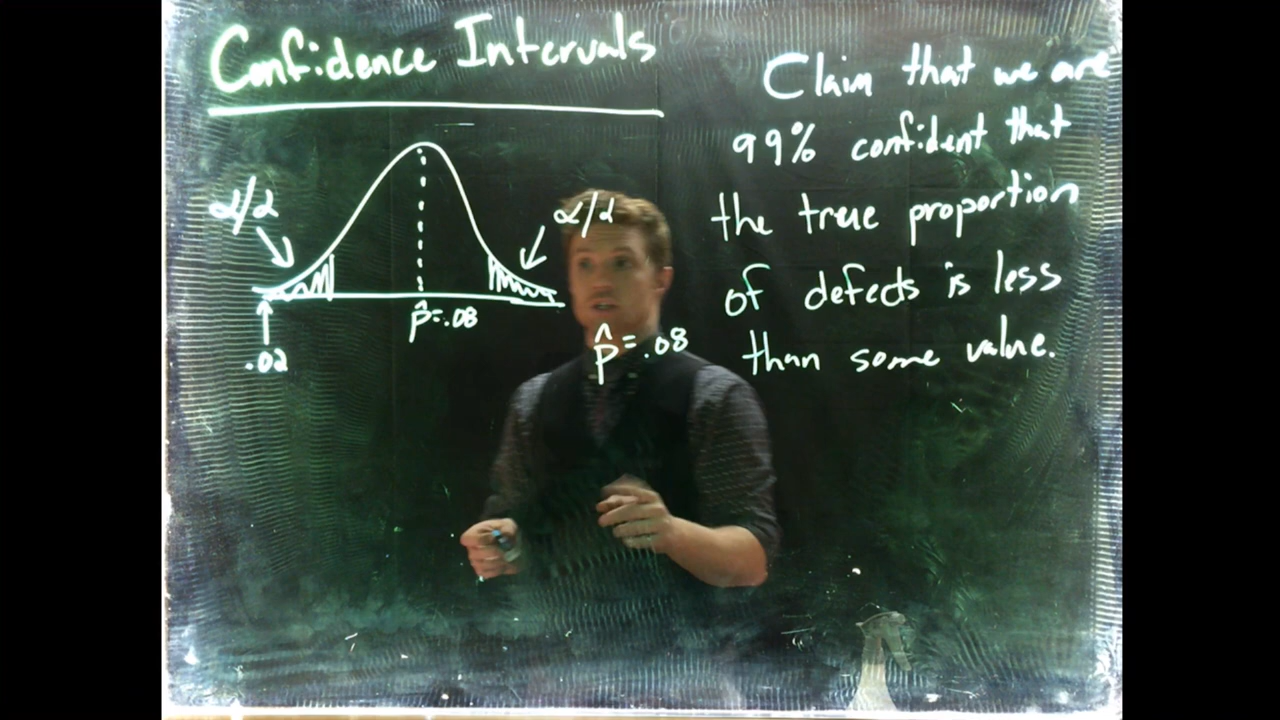 Confidence Intervals
α/2
α/2
p̂=.08
.02
p̂=.08
Claim that we are
99% confident that
the true proportion
of defects is less
than some value.